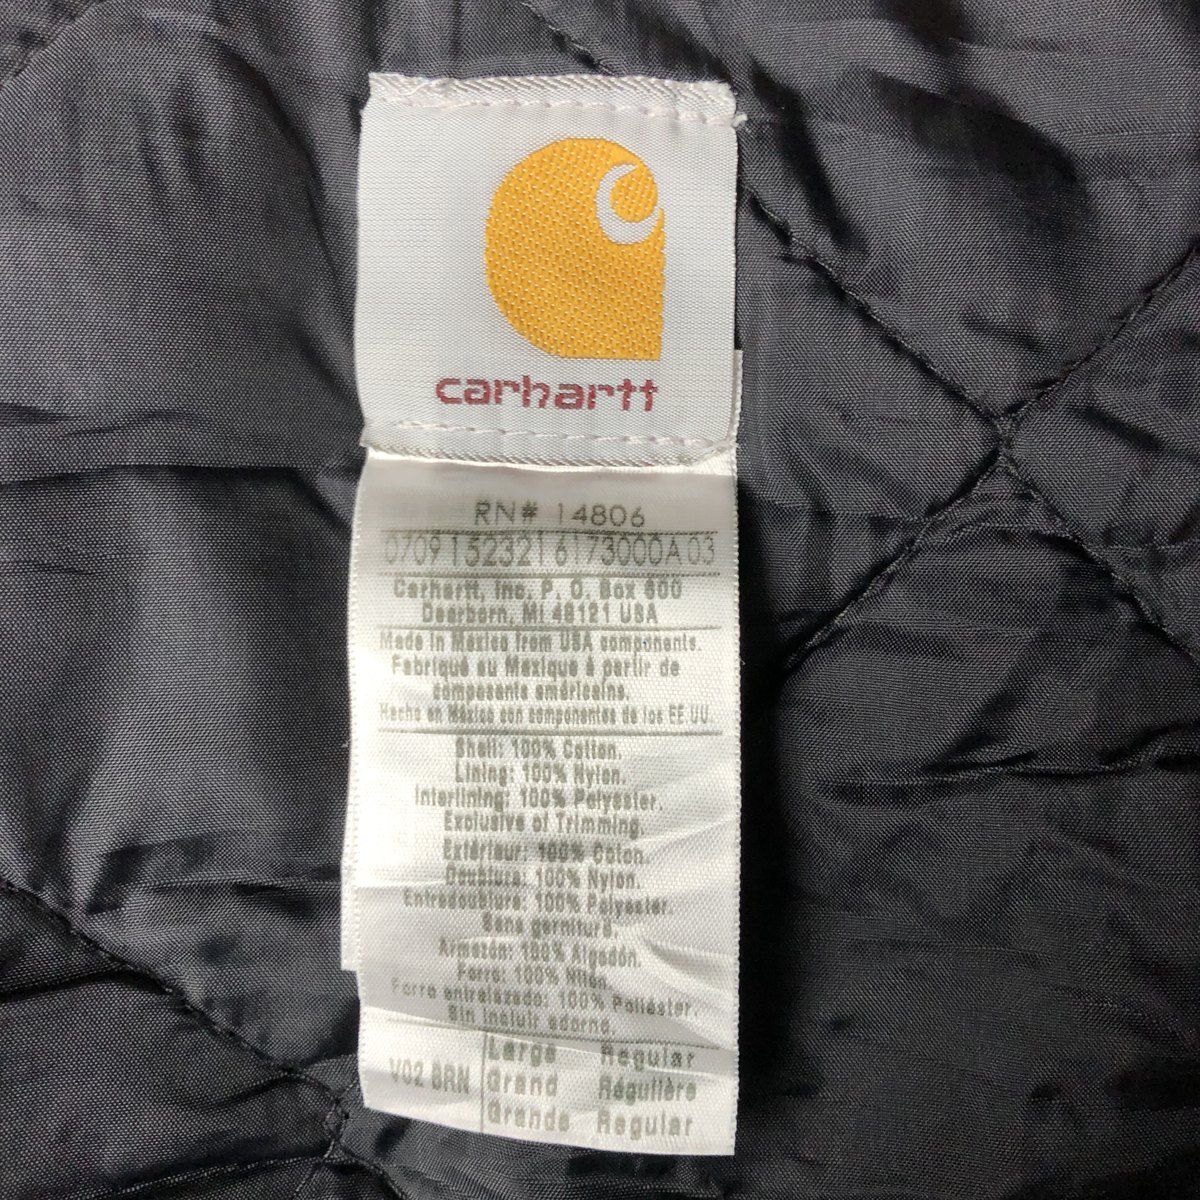 carhartt
RN# 14806
07091523216173000A 03
Carhartt, Inc. P. O. Box 600
Dearborn, MI 48121 USA
Made in Mexico from USA components.
Fabriqué au Mexique à partir de
composants américains.
Hecho en México con componentes de los EE.UU.
Shell: 100% Cotton.
Lining: 100% Nylon.
Interlining: 100% Polyester.
Exclusive of Trimming.
Extérieur: 100% Coton.
Doublure: 100% Nylon.
Entredoublure: 100% Polyester.
Sans garniture.
Armazón: 100% Algodón.
Forro: 100% Nilón.
Forro entrelazado: 100% Poliéster.
Sin incluir adorno.
V02 BRN
Large Regular
Grand Régulière
Grande Regular